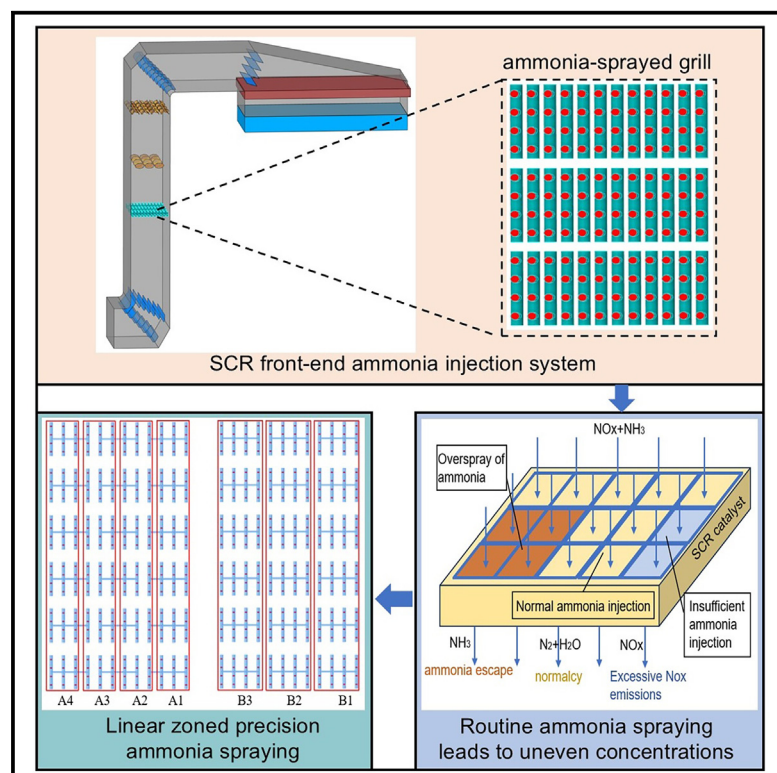 ammonia-sprayed grill
SCR front-end ammonia injection system
A4 A3 A2 A1 B3 B2 B1
Linear zoned precision
ammonia spraying
NOx+NH₃
Overspray of
ammonia
SCR catalyst
Normal ammonia injection
Insufficient
ammonia
injection
NH₃ N₂+H₂O NOx
ammonia escape normalcy Excessive Nox
emissions
Routine ammonia spraying
leads to uneven concentrations